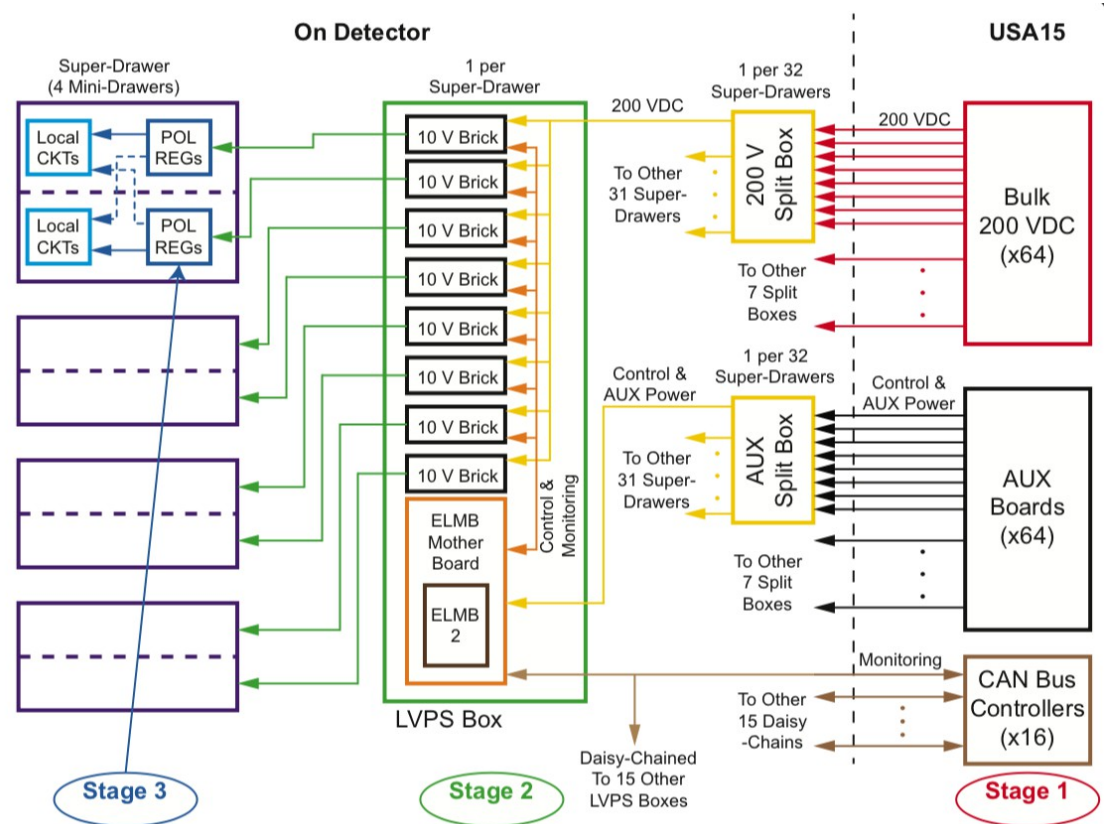 On Detector
USA15
Super-Drawer
(4 Mini-Drawers)
1 per
Super-Drawer
1 per 32
Super-Drawers
Local
CKTs
POL
REGs
Local
CKTs
POL
REGs
10 V Brick
10 V Brick
10 V Brick
10 V Brick
10 V Brick
10 V Brick
10 V Brick
10 V Brick
ELMB
Mother
Board
ELMB
2
Control &
Monitoring
LVPS Box
200 VDC
To Other
31 Super-
Drawers
200 V
Split Box
200 VDC
To Other
7 Split
Boxes
Bulk
200 VDC
(x64)
1 per 32
Super-Drawers
Control &
AUX Power
To Other
31 Super-
Drawers
AUX
Split Box
Control &
AUX Power
To Other
7 Split
Boxes
AUX
Boards
(x64)
Monitoring
To Other
15 Daisy
-Chains
CAN Bus
Controllers
(x16)
Daisy-Chained
To 15 Other
LVPS Boxes
Stage 3
Stage 2
Stage 1